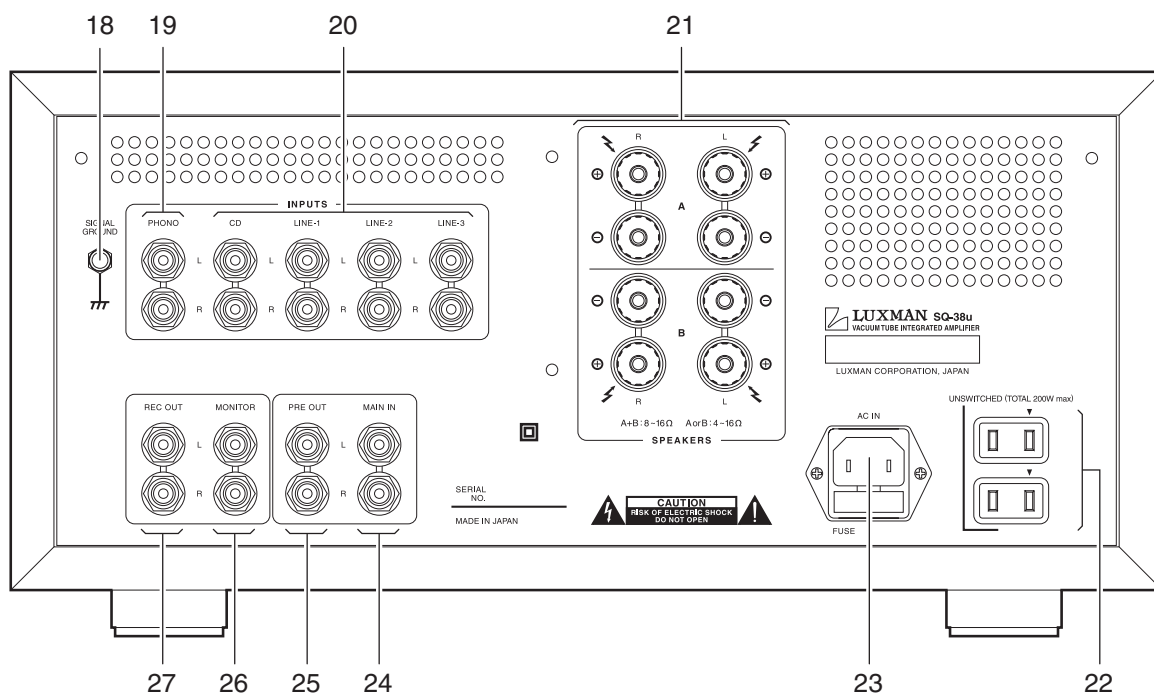 18
19
20
21
INPUTS
SIGNAL
GROUND
PHONO
CD
LINE-1
LINE-2
LINE-3
L
L
L
L
R
R
R
R
R
L
A
B
R
L
A+B:8-16Ω
AorB:4-16Ω
SPEAKERS
LUXMAN SQ-38u
VACUUM TUBE INTEGRATED AMPLIFIER
LUXMAN CORPORATION, JAPAN
REC OUT
MONITOR
PRE OUT
MAIN IN
L
L
R
R
SERIAL
NO.
MADE IN JAPAN
CAUTION
RISK OF ELECTRIC SHOCK
DO NOT OPEN
AC IN
FUSE
UNSWITCHED (TOTAL 200W max)
27
26
25
24
23
22